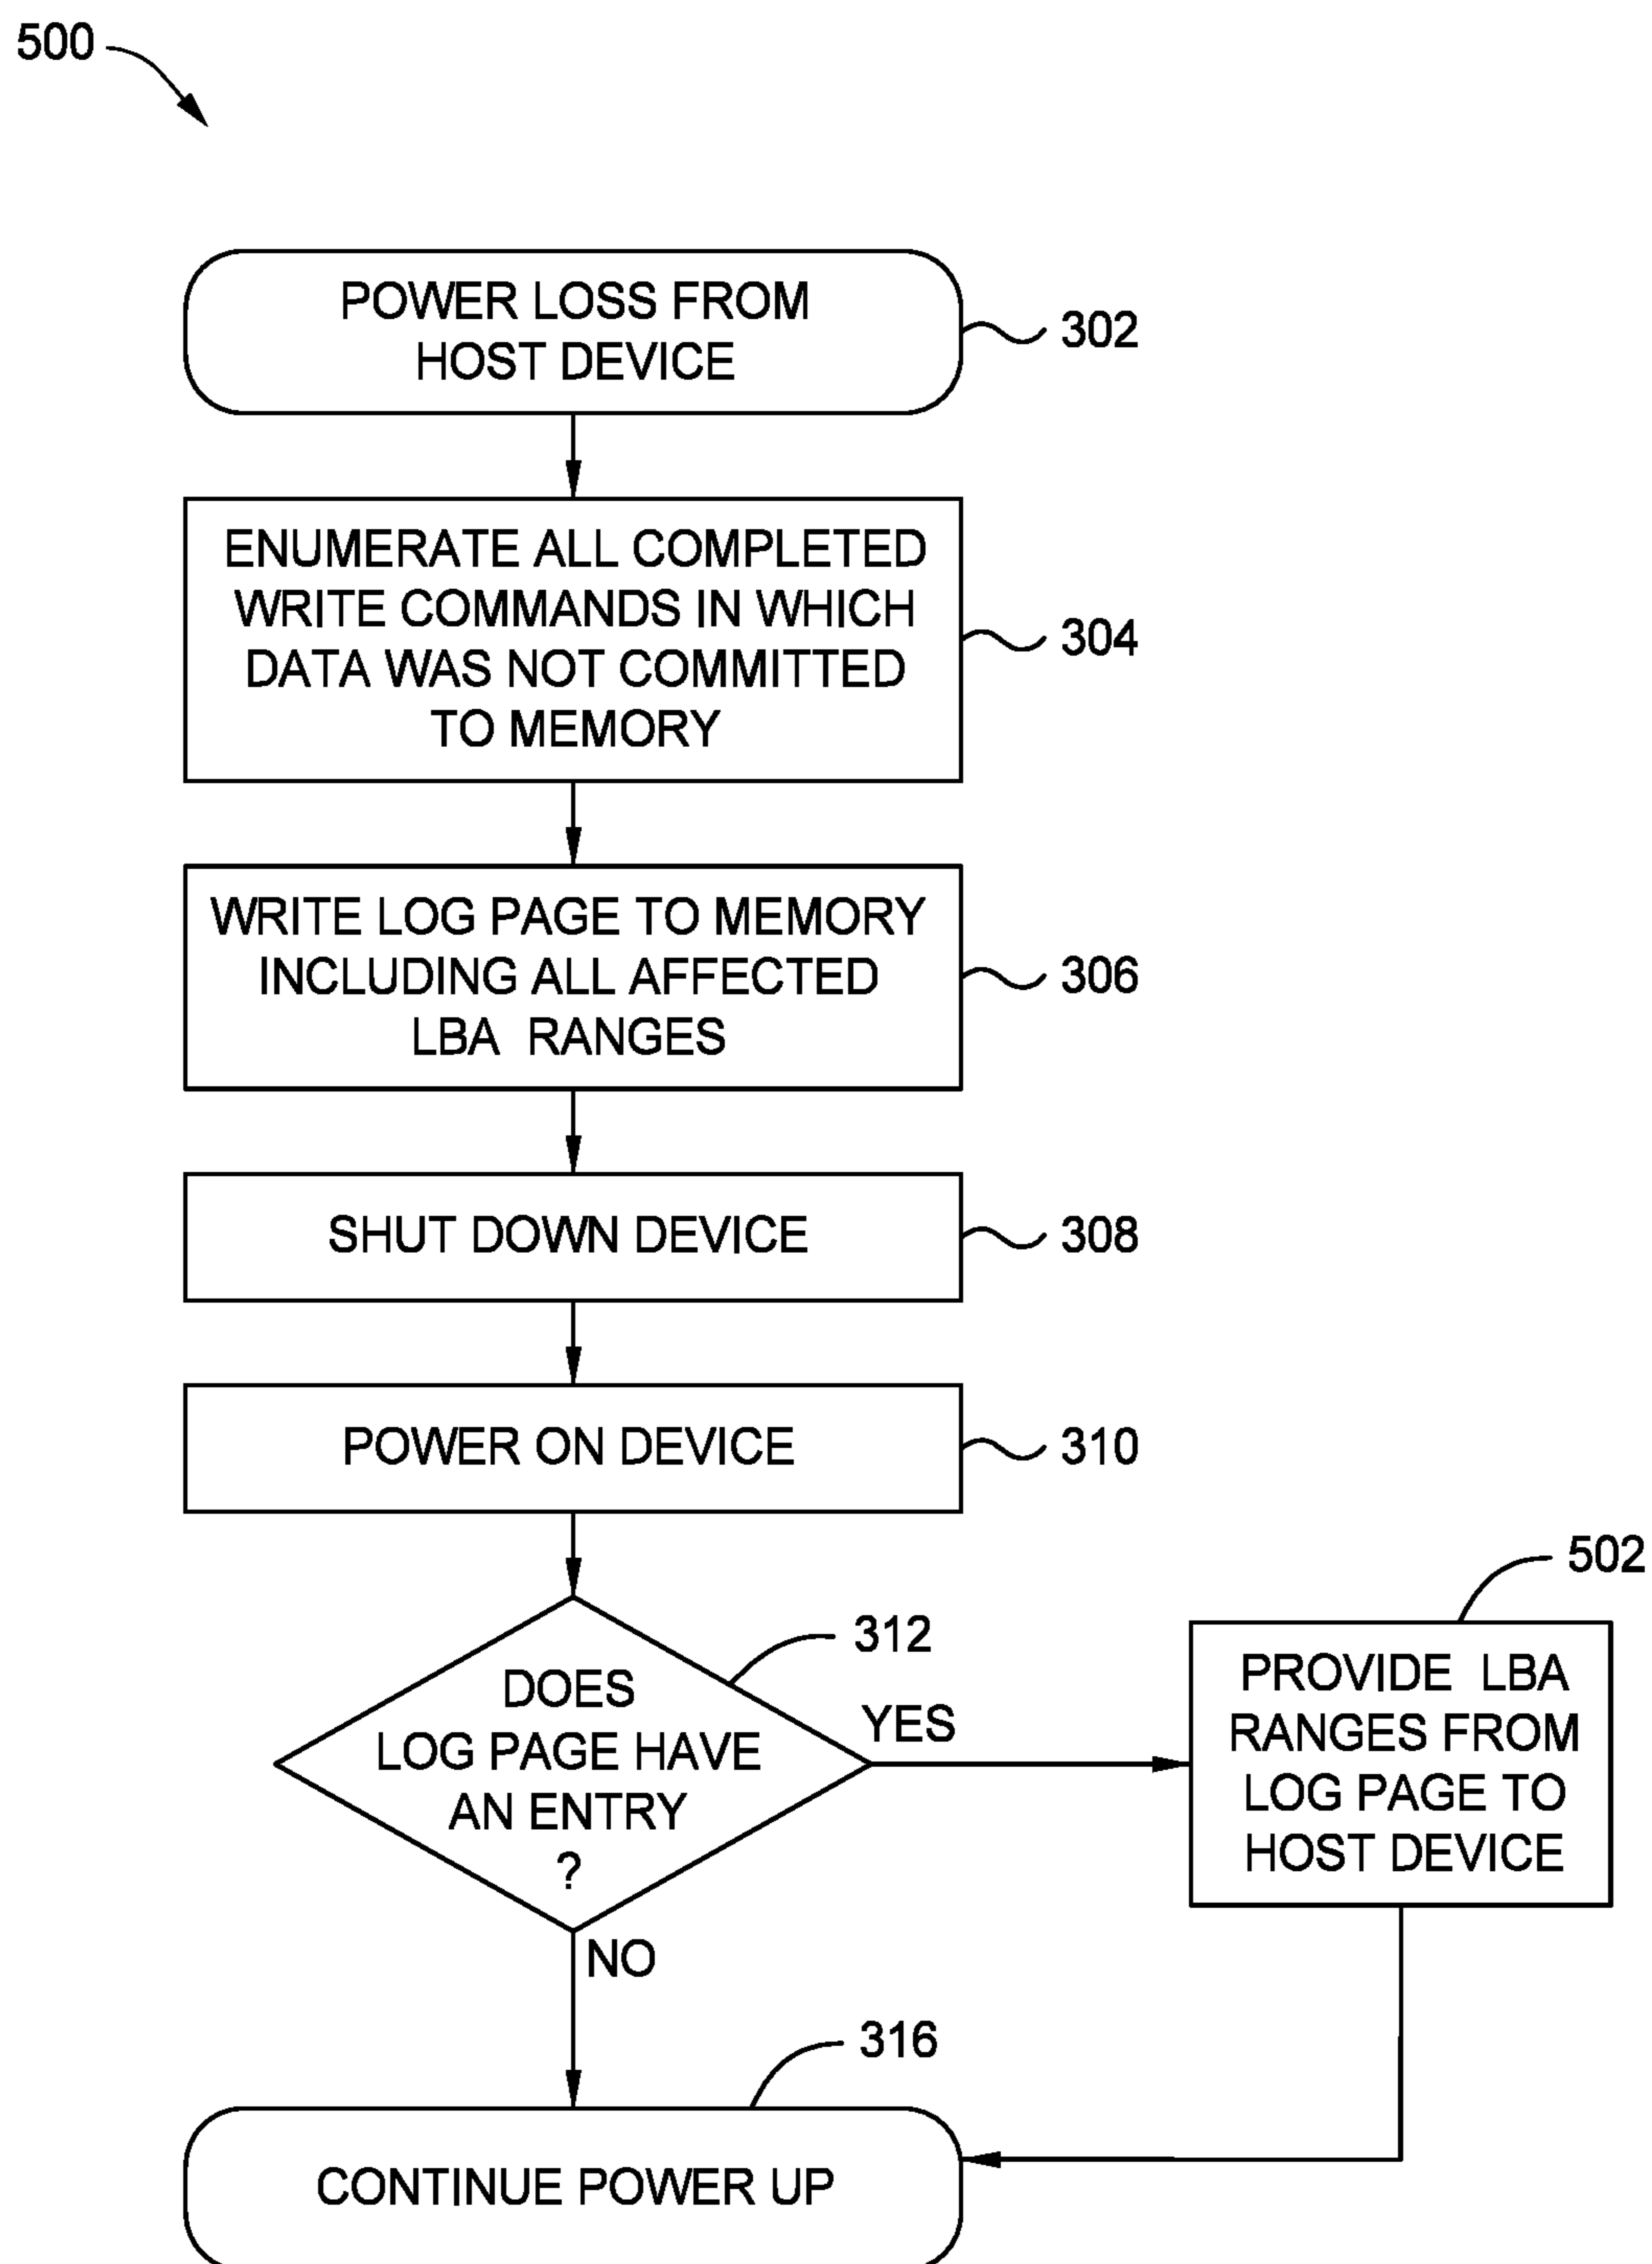 500
POWER LOSS FROM
HOST DEVICE
302
ENUMERATE ALL COMPLETED
WRITE COMMANDS IN WHICH
DATA WAS NOT COMMITTED
TO MEMORY
304
WRITE LOG PAGE TO MEMORY
INCLUDING ALL AFFECTED
LBA RANGES
306
SHUT DOWN DEVICE
308
POWER ON DEVICE
310
DOES
LOG PAGE HAVE
AN ENTRY
?
312
YES
502
PROVIDE LBA
RANGES FROM
LOG PAGE TO
HOST DEVICE
NO
316
CONTINUE POWER UP